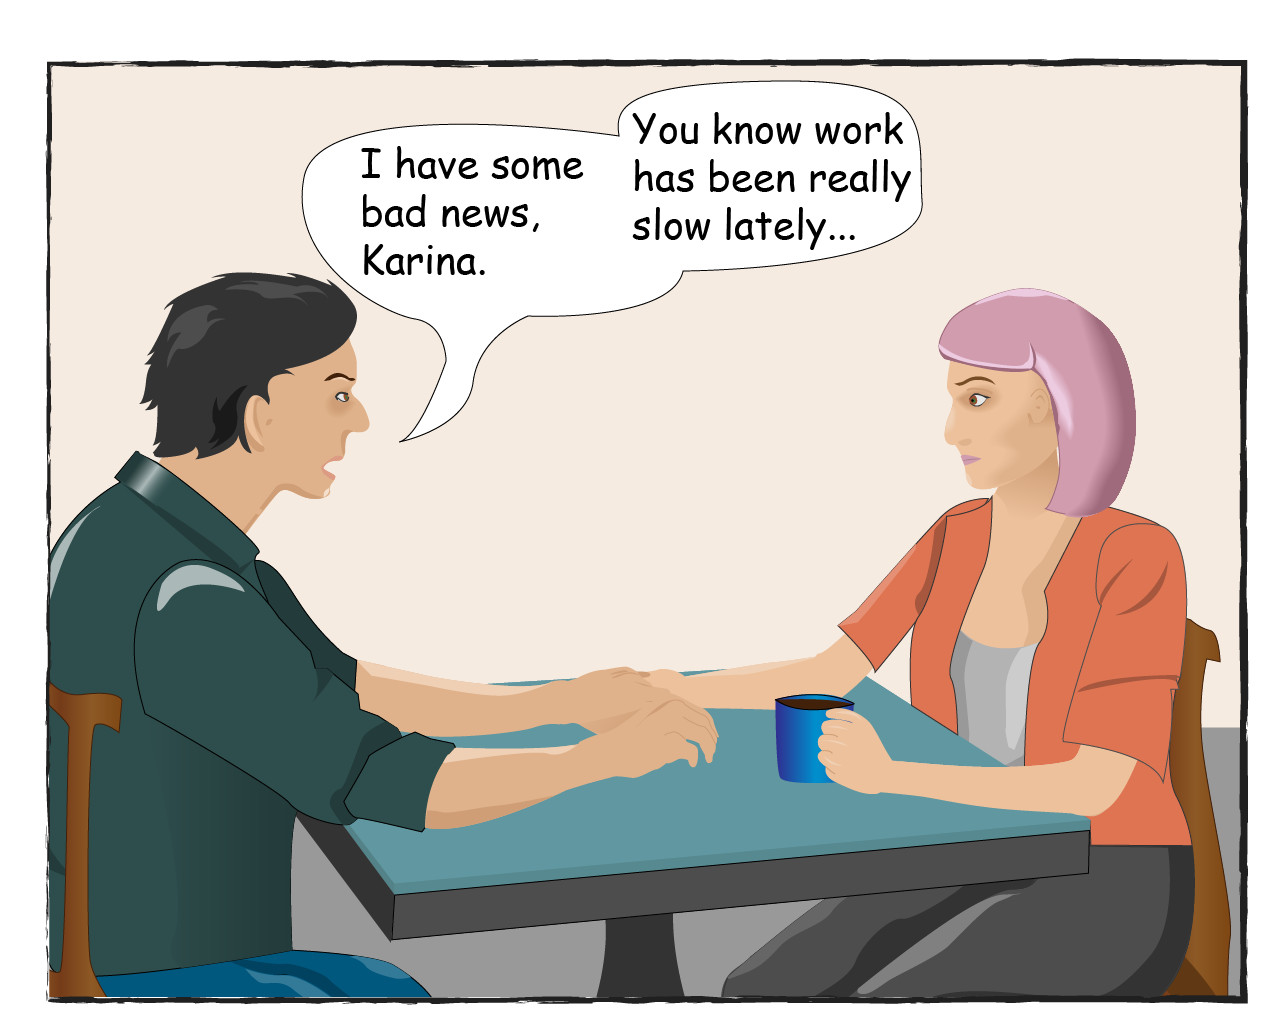 I have some
bad news,
Karina.
You know work
has been really
slow lately...